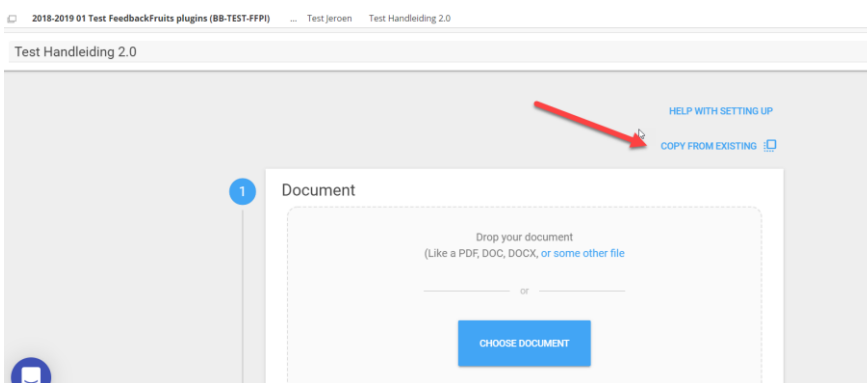 2018-2019 01 Test FeedbackFruits plugins (BB-TEST-FFPI) ... Test Jeroen Test Handleiding 2.0
Test Handleiding 2.0
HELP WITH SETTING UP
COPY FROM EXISTING
1
Document
Drop your document
(Like a PDF, DOC, DOCX, or some other file
or
CHOOSE DOCUMENT